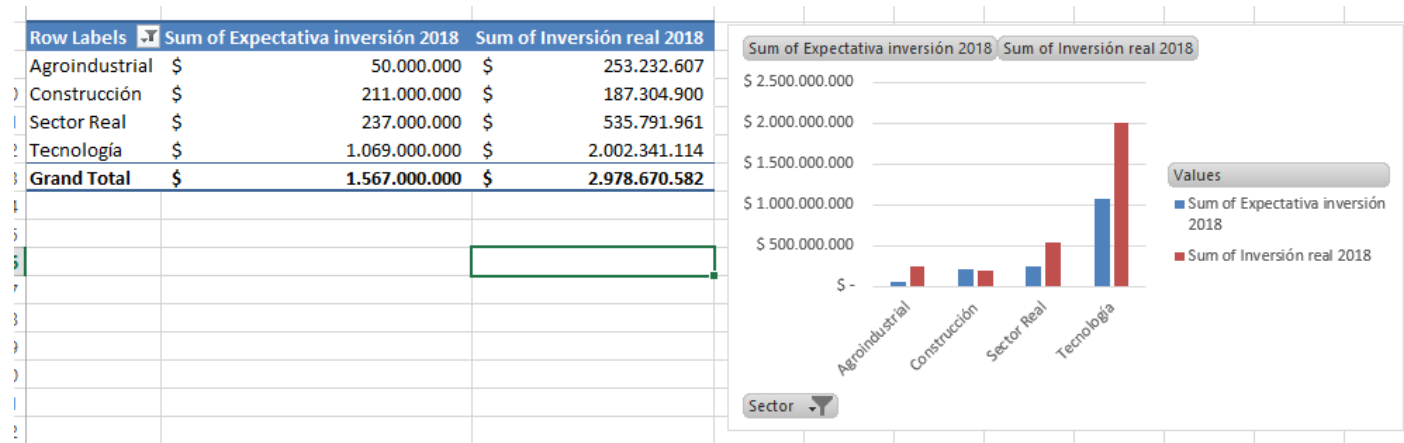 Row Labels Sum of Expectativa inversión 2018 Sum of Inversión real 2018
Agroindustrial $ 50.000.000 $ 253.232.607
Construcción $ 211.000.000 $ 187.304.900
Sector Real $ 237.000.000 $ 535.791.961
Tecnología $ 1.069.000.000 $ 2.002.341.114
Grand Total $ 1.567.000.000 $ 2.978.670.582
Sum of Expectativa inversión 2018 Sum of Inversión real 2018
$ 2.500.000.000
$ 2.000.000.000
$ 1.500.000.000
$ 1.000.000.000
$ 500.000.000
$ -
Agroindustrial
Construcción
Sector Real
Tecnología
Values
Sum of Expectativa inversión
2018
Sum of Inversión real 2018
Sector